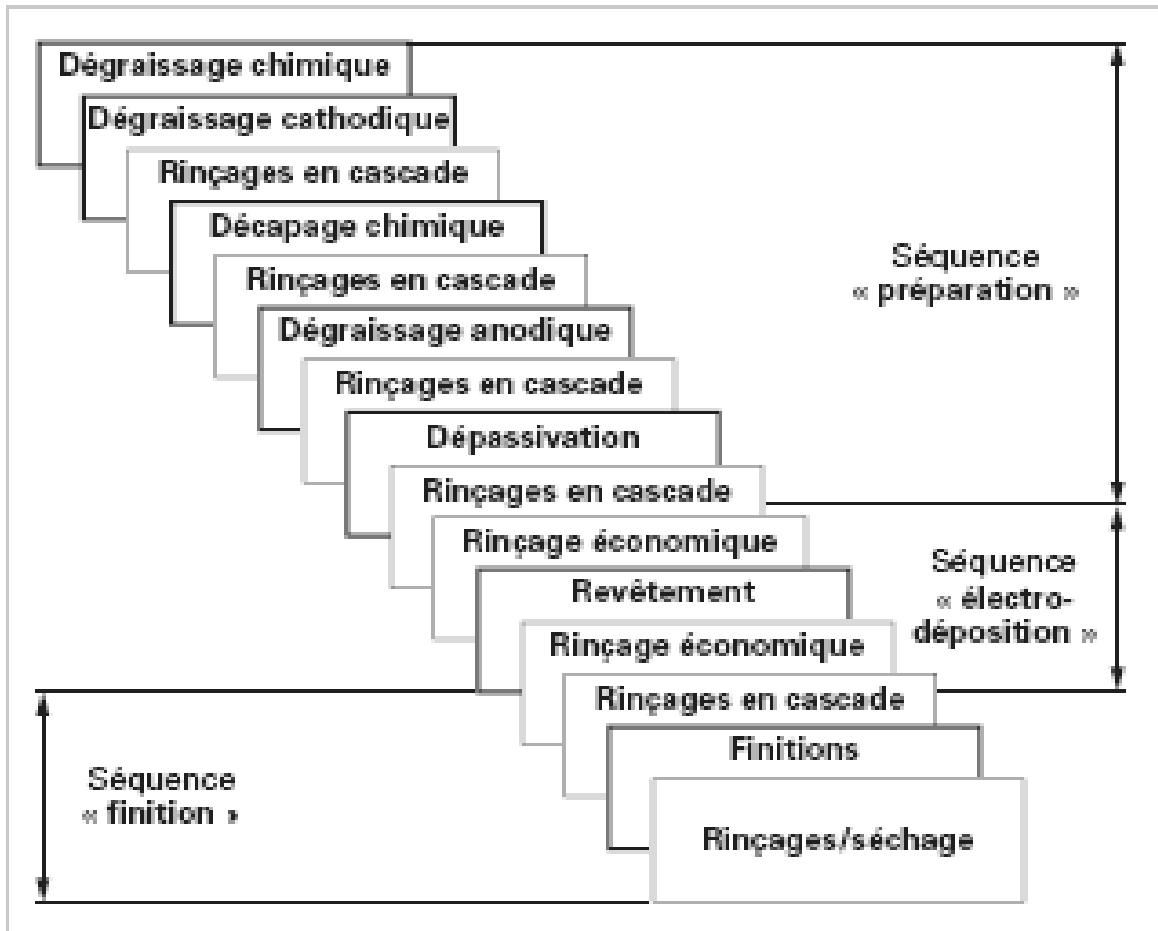 Dégraissage chimique
Dégraissage cathodique
Rinçages en cascade
Décapage chimique
Rinçages en cascade
Dégraissage anodique
Rinçages en cascade
Dépassivation
Rinçages en cascade
Rinçage économique
Revêtement
Rinçage économique
Rinçages en cascade
Finitions
Rinçages/séchage
Séquence
« préparation »
Séquence
« électro-
déposition »
Séquence
« finition »